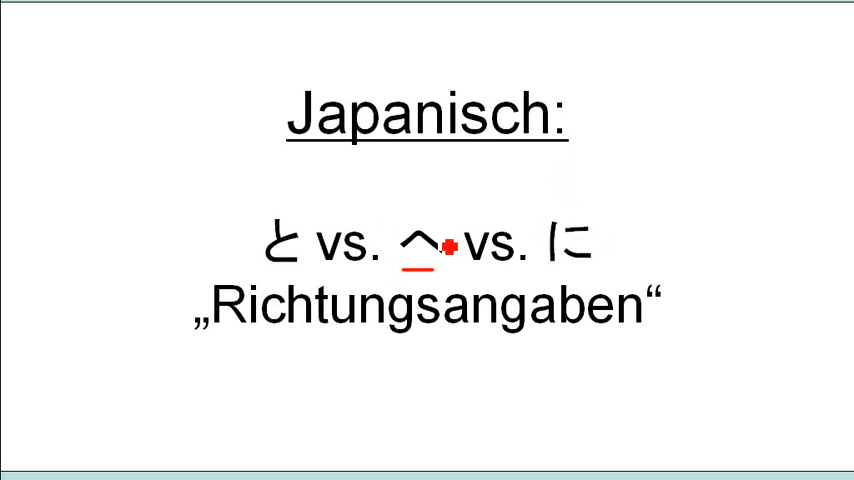 Japanisch:
と vs. へ vs. に
„Richtungsangaben“